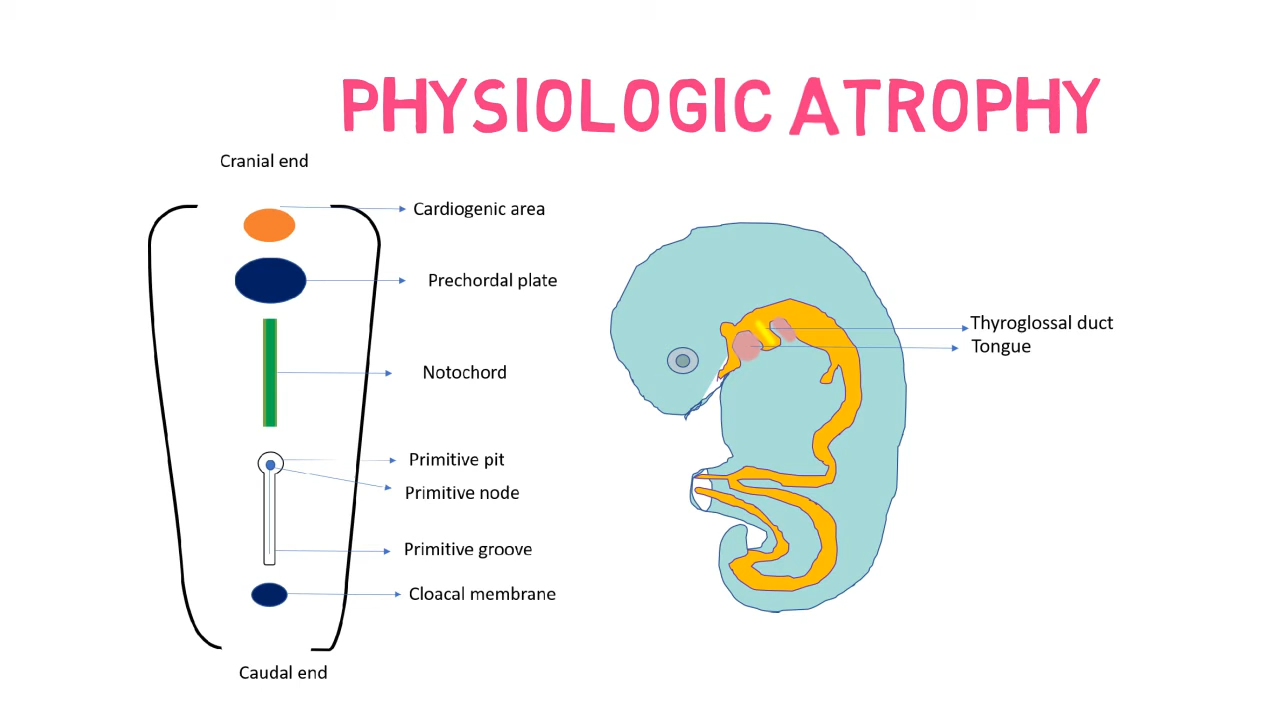 PHYSIOLOGIC ATROPHY
Cranial end
Cardiogenic area
Prechordal plate
Notochord
Primitive pit
Primitive node
Primitive groove
Cloacal membrane
Caudal end
Thyroglossal duct
Tongue